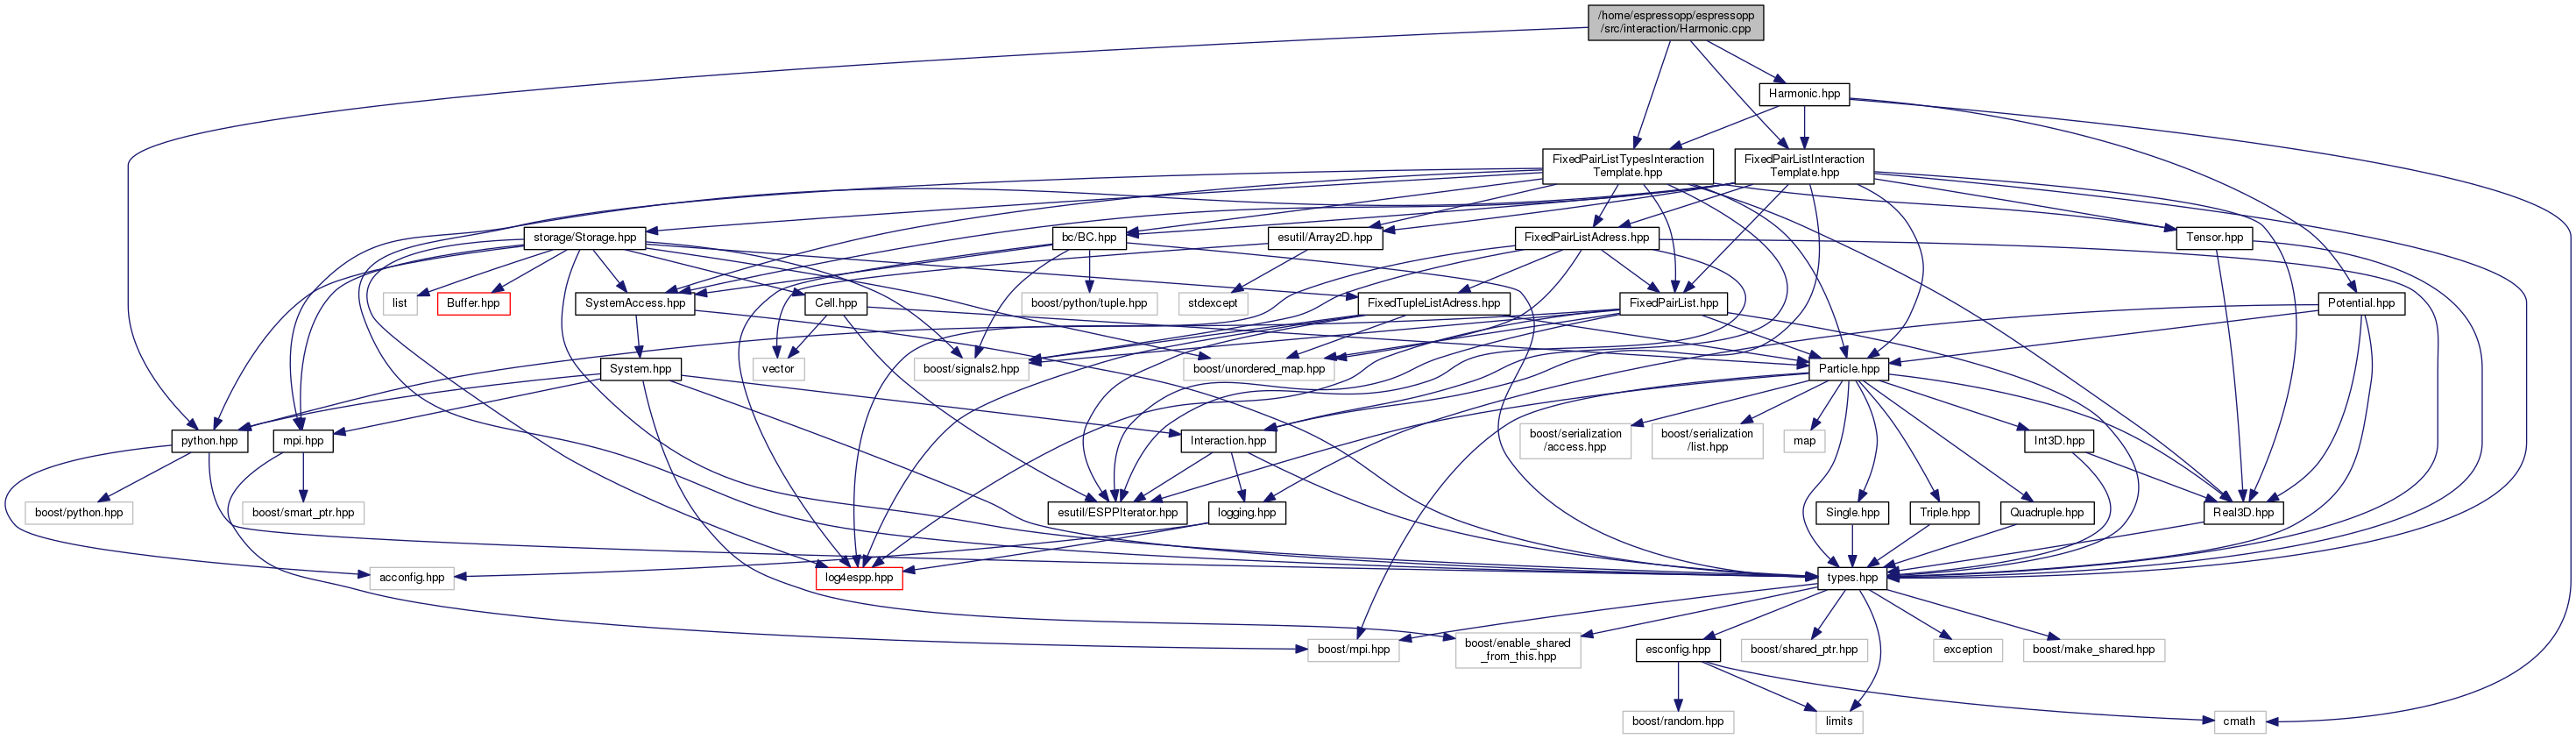 /home/espressopp/espressopp
/src/interaction/Harmonic.cpp
Harmonic.hpp
FixedPairListTypesInteraction
Template.hpp
FixedPairListInteraction
Template.hpp
storage/Storage.hpp
bc/BC.hpp
esutil/Array2D.hpp
FixedPairListAdress.hpp
Tensor.hpp
list
Buffer.hpp
SystemAccess.hpp
Cell.hpp
boost/python/tuple.hpp
stdexcept
FixedTupleListAdress.hpp
FixedPairList.hpp
Potential.hpp
System.hpp
vector
boost/signals2.hpp
boost/unordered_map.hpp
Particle.hpp
python.hpp
mpi.hpp
Interaction.hpp
boost/serialization
/access.hpp
boost/serialization
/list.hpp
map
Int3D.hpp
boost/python.hpp
boost/smart_ptr.hpp
esutil/ESPPIterator.hpp
logging.hpp
Single.hpp
Triple.hpp
Quadruple.hpp
Real3D.hpp
acconfig.hpp
log4espp.hpp
types.hpp
boost/mpi.hpp
boost/enable_shared
_from_this.hpp
esconfig.hpp
boost/shared_ptr.hpp
exception
boost/make_shared.hpp
boost/random.hpp
limits
cmath